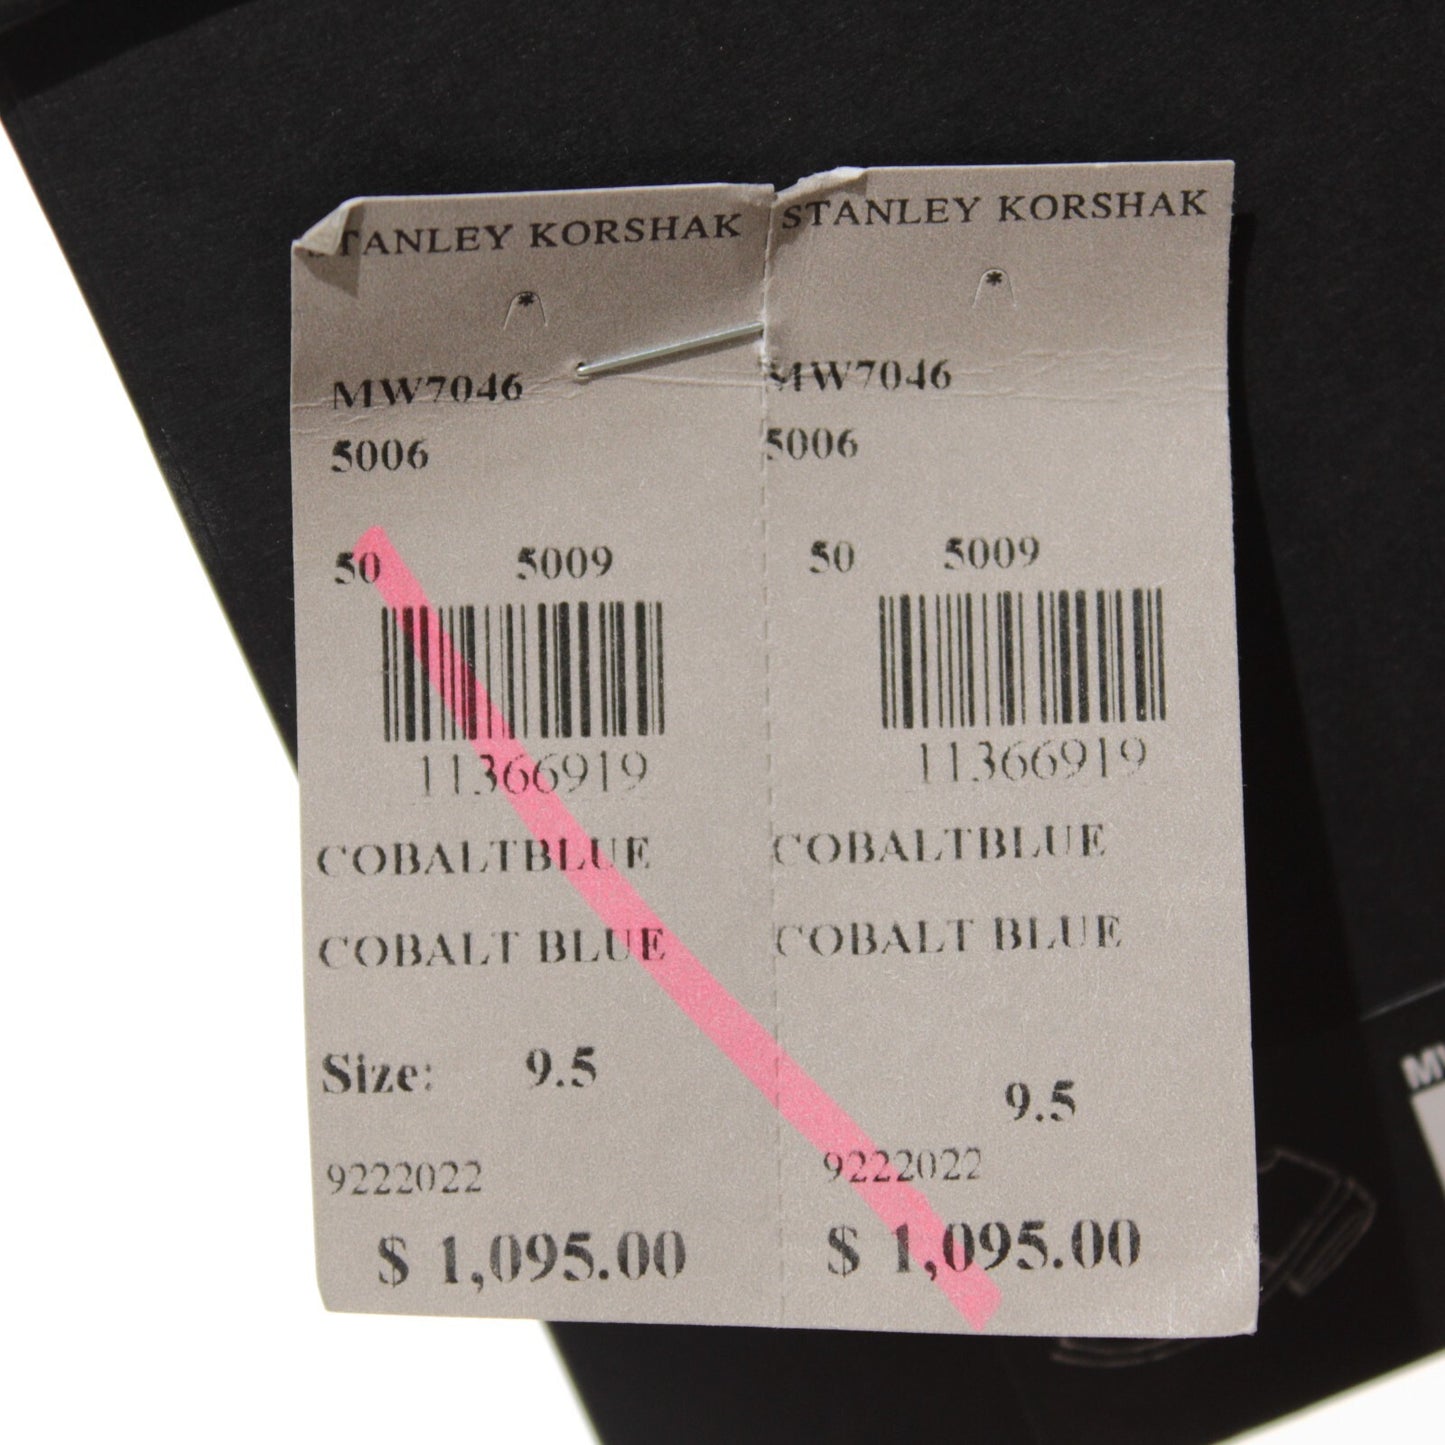 STANLEY KORSHAK
*
MW7046
5006
50 5009
11366919
COBALTBLUE
COBALT BLUE
Size: 9.5
9222022
$ 1,095.00
STANLEY KORSHAK
*
MW7046
5006
50 5009
11366919
COBALTBLUE
COBALT BLUE
9.5
9222022
$ 1,095.00